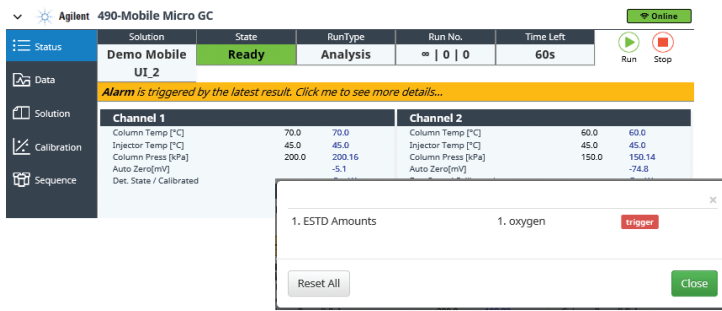 Agilent 490-Mobile Micro GC
Online
Status
Data
Solution
Calibration
Sequence
Solution State RunType Run No. Time Left
Demo Mobile UI_2 Ready Analysis ∞ | 0 | 0 60s
Run Stop
Alarm is triggered by the latest result. Click me to see more details...
Channel 1
Column Temp [°C] 70.0 70.0
Injector Temp [°C] 45.0 45.0
Column Press [kPa] 200.0 200.16
Auto Zero[mV] -5.1
Det. State / Calibrated
Channel 2
Column Temp [°C] 60.0 60.0
Injector Temp [°C] 45.0 45.0
Column Press [kPa] 150.0 150.14
Auto Zero[mV] -74.8
×
1. ESTD Amounts 1. oxygen trigger
Reset All Close